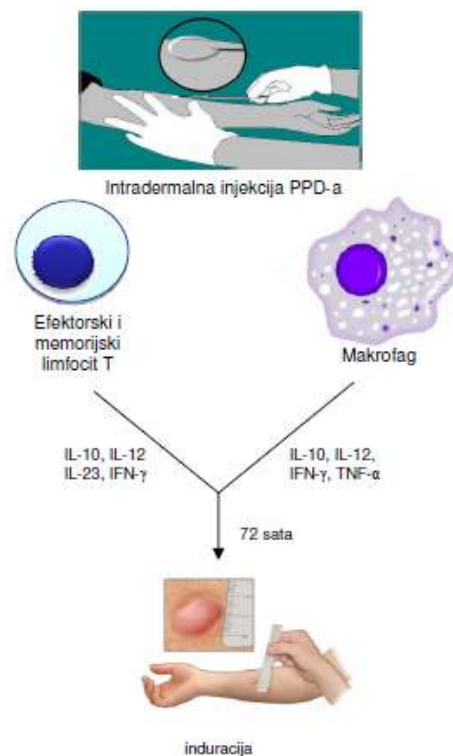 Intradermalna injekcija PPD-a
Efektorski i
memorijski
limfocit T
Makrofag
IL-10, IL-12
IL-23, IFN-γ
IL-10, IL-12,
IFN-γ, TNF-α
72 sata
induracija